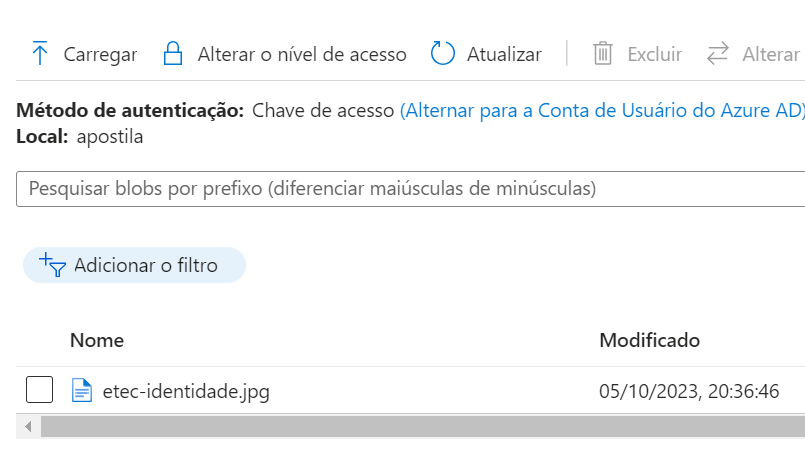 Carregar Alterar o nível de acesso Atualizar Excluir Alterar
Método de autenticação: Chave de acesso (Alternar para a Conta de Usuário do Azure AD)
Local: apostila
Pesquisar blobs por prefixo (diferenciar maiúsculas de minúsculas)
Adicionar o filtro
Nome Modificado
etec-identidade.jpg 05/10/2023, 20:36:46